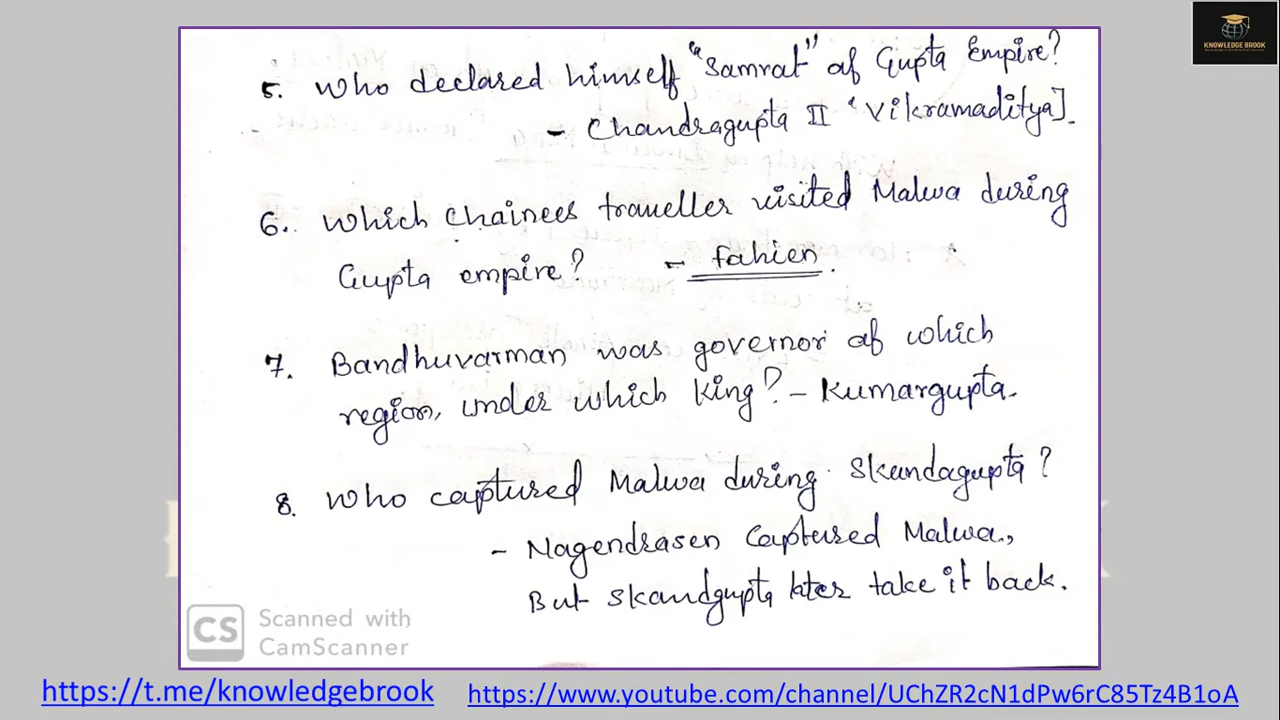 KNOWLEDGE BROOK
5. Who declared himself "Samrat" of Gupta Empire?
- Chandragupta II "Vikramaditya].
6. Which Chainees traveller visited Malwa during
Gupta empire? - fahien.
7. Bandhuvarman was governor of which
region, under which King? - Kumargupta.
8. Who captured Malwa during Skandagupta?
- Nagendrasen Captured Malwa.,
But skandgupta later take it back.
CS Scanned with
CamScanner
https://t.me/knowledgebrook https://www.youtube.com/channel/UChZR2cN1dPw6rC85Tz4B1oA